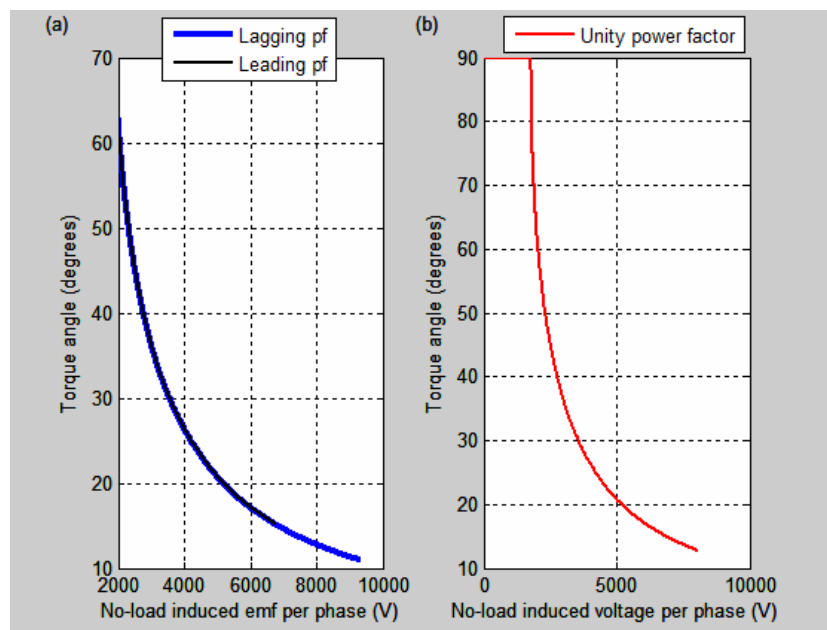 (a)
Lagging pf
Leading pf
70
60
50
40
30
20
10
Torque angle (degrees)
2000 4000 6000 8000 10000
No-load induced emf per phase (V)
(b)
Unity power factor
90
80
70
60
50
40
30
20
10
Torque angle (degrees)
0 5000 10000
No-load induced voltage per phase (V)